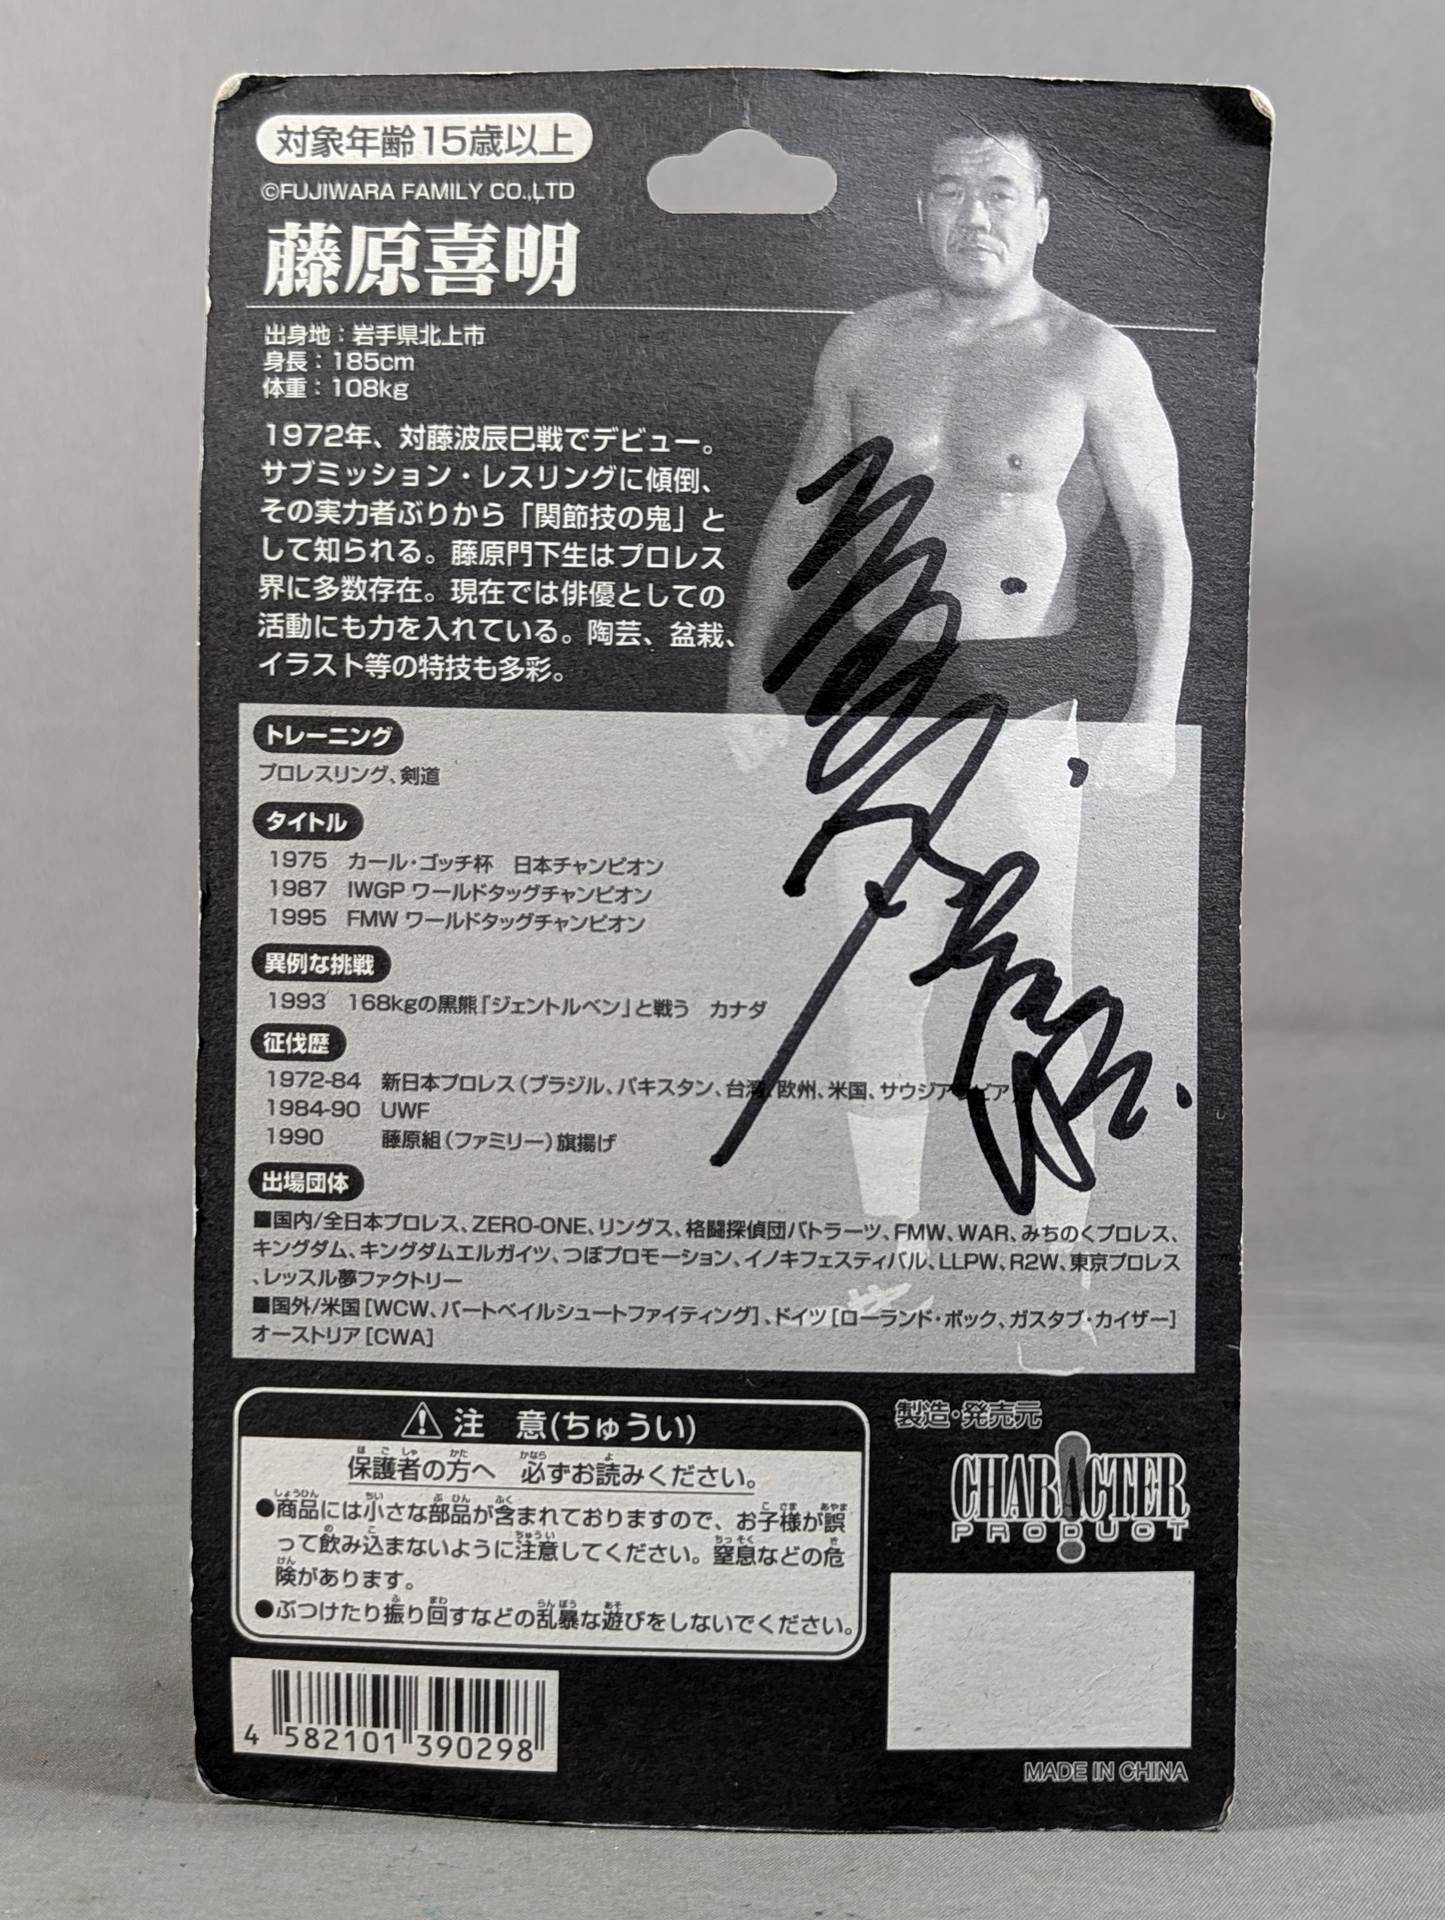 対象年齢15歳以上
©FUJIWARA FAMILY CO.,LTD
藤原喜明
出身地：岩手県北上市
身長：185cm
体重：108kg
1972年、対藤波辰巳戦でデビュー。
サブミッション・レスリングに傾倒、
その実力者ぶりから「関節技の鬼」と
して知られる。藤原門下生はプロレス
界に多数存在。現在では俳優としての
活動にも力を入れている。陶芸、盆栽、
イラスト等の特技も多彩。
トレーニング
プロレスリング、剣道
タイトル
1975　カール・ゴッチ杯　日本チャンピオン
1987　IWGP ワールドタッグチャンピオン
1995　FMW ワールドタッグチャンピオン
異例な挑戦
1993　168kgの黒熊「ジェントルベン」と戦う　カナダ
征伐歴
1972-84　新日本プロレス（ブラジル、パキスタン、台湾、欧州、米国、サウジアラビア）
1984-90　UWF
1990　藤原組（ファミリー）旗揚げ
出場団体
■国内/全日本プロレス、ZERO-ONE、リングス、格闘探偵団バトラーツ、FMW、WAR、みちのくプロレス、
キングダム、キングダムエルガイツ、つぼプロモーション、イノキフェスティバル、LLPW、R2W、東京プロレス
、レッスル夢ファクトリー
■国外/米国［WCW、バートベイルシュートファイティング］、ドイツ［ローランド・ボック、ガスタブ・カイザー］
オーストリア［CWA］
⚠注　意(ちゅうい)
保護者の方へ　必ずお読みください。
●商品には小さな部品が含まれておりますので、お子様が誤
って飲み込まないように注意してください。窒息などの危
険があります。
●ぶつけたり振り回すなどの乱暴な遊びをしないでください。
製造・発売元
CHARACTER
PRODUCT
4 582101 390298
MADE IN CHINA